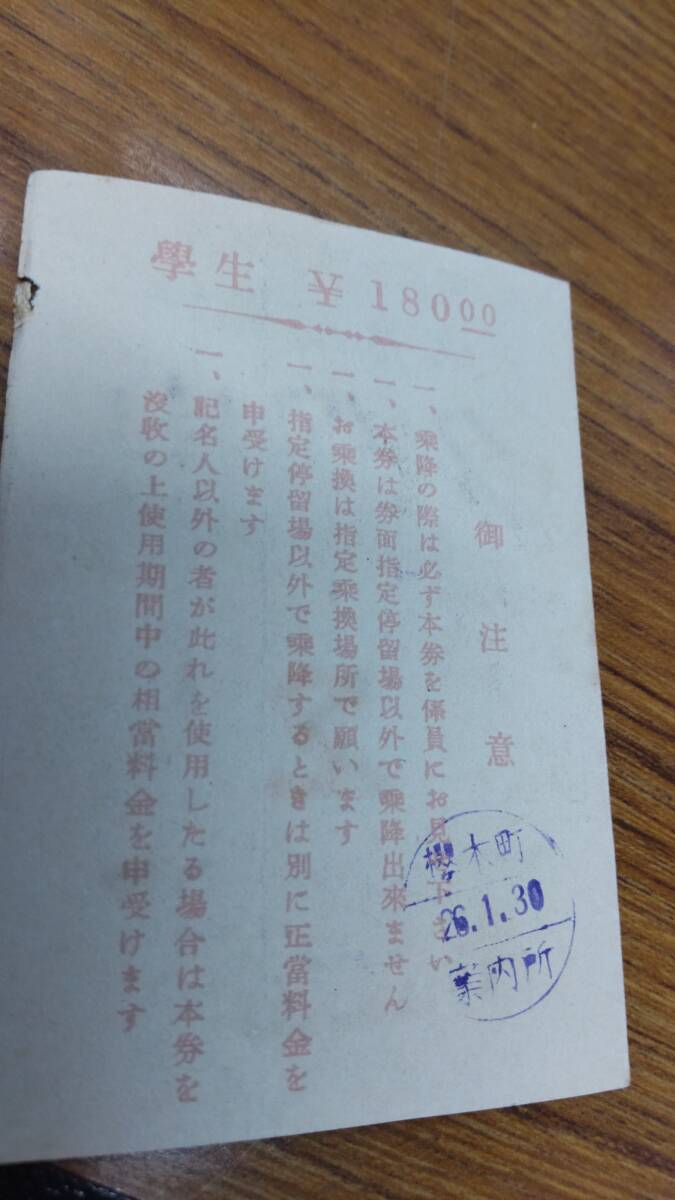 學生 ¥ 18000
御注意
一、乗降の際は必ず本券を係員にお見せ下さい
一、本券は券面指定停留場以外で乗降出来ません
一、お乗換は指定乗換場所で願います
一、指定停留場以外で乗降するときは別に正當料金を
申受けます
一、記名人以外の者が此れを使用したる場合は本券を
沒收の上使用期間中の相當料金を申受けます
櫻木町
26.1.30
案内所